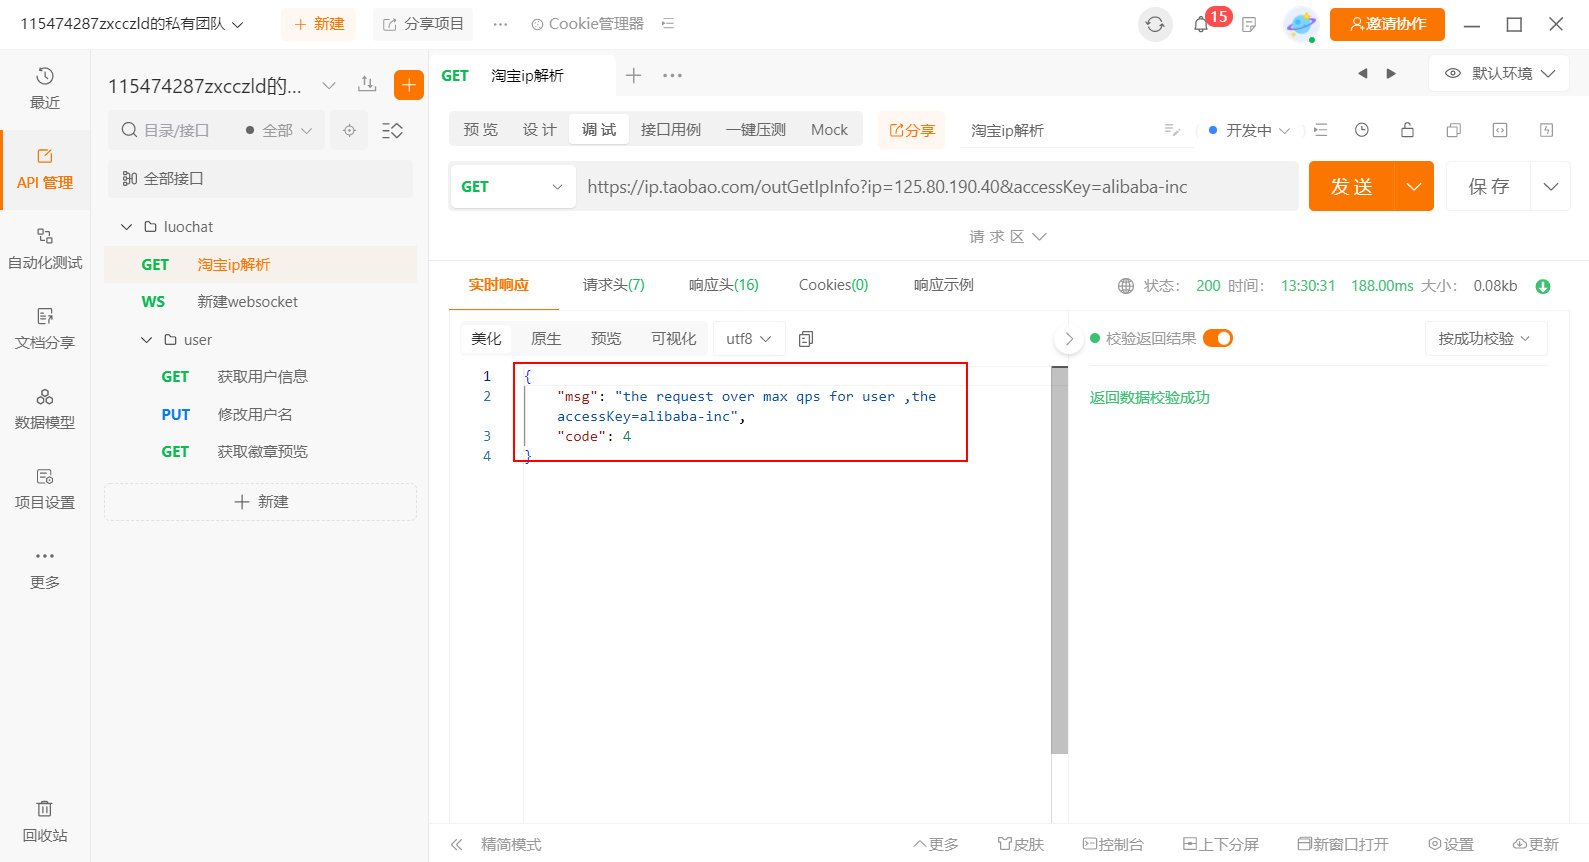 115474287zxcczld的私有团队
新建
分享项目
Cookie管理器
15
邀请协作
最近
API 管理
自动化测试
文档分享
数据模型
项目设置
更多
回收站
115474287zxcczld的...
目录/接口
全部
全部接口
luochat
GET 淘宝ip解析
WS 新建websocket
user
GET 获取用户信息
PUT 修改用户名
GET 获取徽章预览
新建
GET 淘宝ip解析
默认环境
预览 设计 调试 接口用例 一键压测 Mock
分享
淘宝ip解析
开发中
GET
https://ip.taobao.com/outGetIpInfo?ip=125.80.190.40&accessKey=alibaba-inc
发送
保存
请求区
实时响应 请求头(7) 响应头(16) Cookies(0) 响应示例
状态： 200 时间： 13:30:31 188.00ms 大小： 0.08kb
美化 原生 预览 可视化 utf8
校验返回结果
按成功校验
1 {
2 "msg": "the request over max qps for user ,the
accessKey=alibaba-inc",
3 "code": 4
4 }
返回数据校验成功
精简模式
更多 皮肤 控制台 上下分屏 新窗口打开 设置 更新